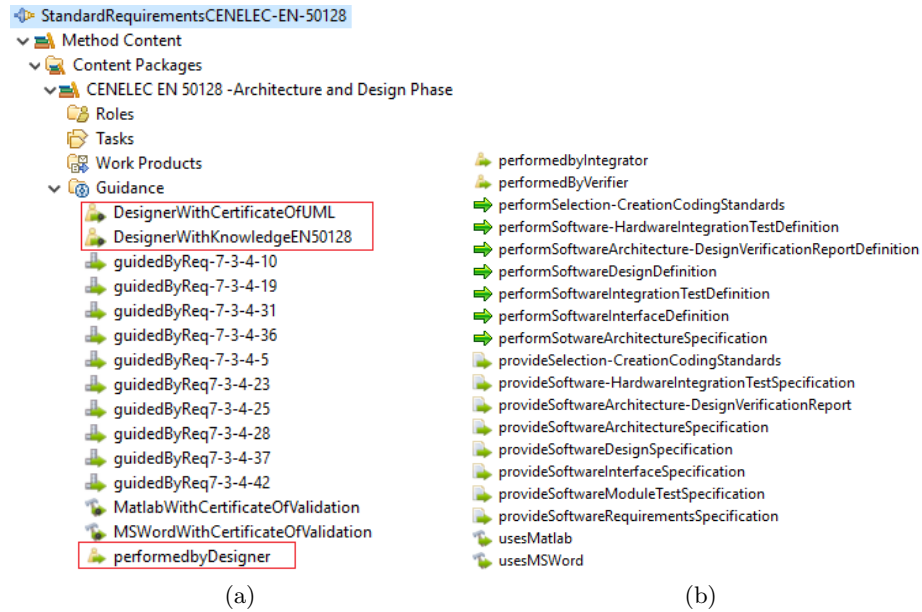 StandardRequirementsCENELEC-EN-50128
Method Content
Content Packages
CENELEC EN 50128 -Architecture and Design Phase
Roles
Tasks
Work Products
Guidance
DesignerWithCertificateOfUML
DesignerWithKnowledgeEN50128
guidedByReq-7-3-4-10
guidedByReq-7-3-4-19
guidedByReq-7-3-4-31
guidedByReq-7-3-4-36
guidedByReq-7-3-4-5
guidedByReq7-3-4-23
guidedByReq7-3-4-25
guidedByReq7-3-4-28
guidedByReq7-3-4-37
guidedByReq7-3-4-42
MatlabWithCertificateOfValidation
MSWordWithCertificateOfValidation
performedbyDesigner
(a)
performedbyIntegrator
performedByVerifier
performSelection-CreationCodingStandards
performSoftware-HardwareIntegrationTestDefinition
performSoftwareArchitecture-DesignVerificationReportDefinition
performSoftwareDesignDefinition
performSoftwareIntegrationTestDefinition
performSoftwareInterfaceDefinition
performSotwareArchitectureSpecification
provideSelection-CreationCodingStandards
provideSoftware-HardwareIntegrationTestSpecification
provideSoftwareArchitecture-DesignVerificationReport
provideSoftwareArchitectureSpecification
provideSoftwareDesignSpecification
provideSoftwareInterfaceSpecification
provideSoftwareModuleTestSpecification
provideSoftwareRequirementsSpecification
usesMatlab
usesMSWord
(b)